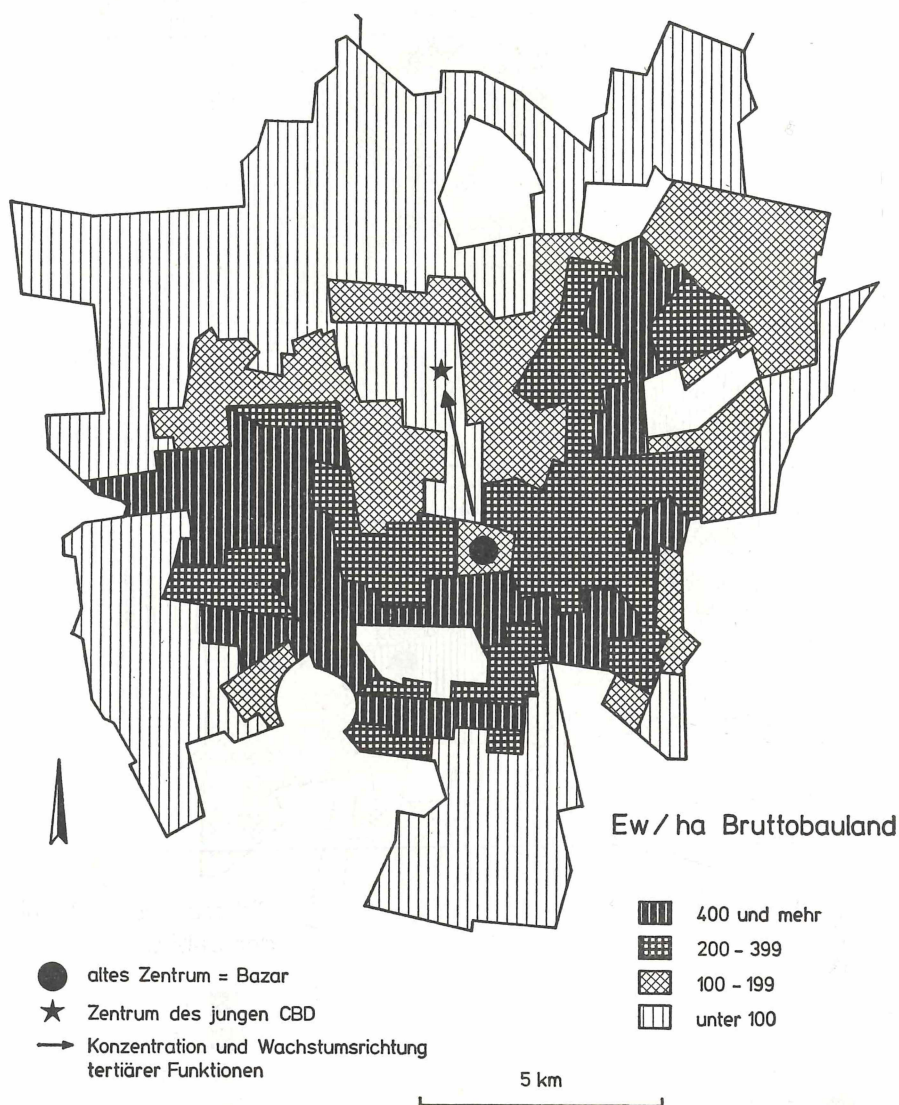 Ew/ha Bruttobauland
400 und mehr
200 - 399
100 - 199
unter 100
altes Zentrum = Bazar
Zentrum des jungen CBD
Konzentration und Wachstumsrichtung
tertiärer Funktionen
5 km